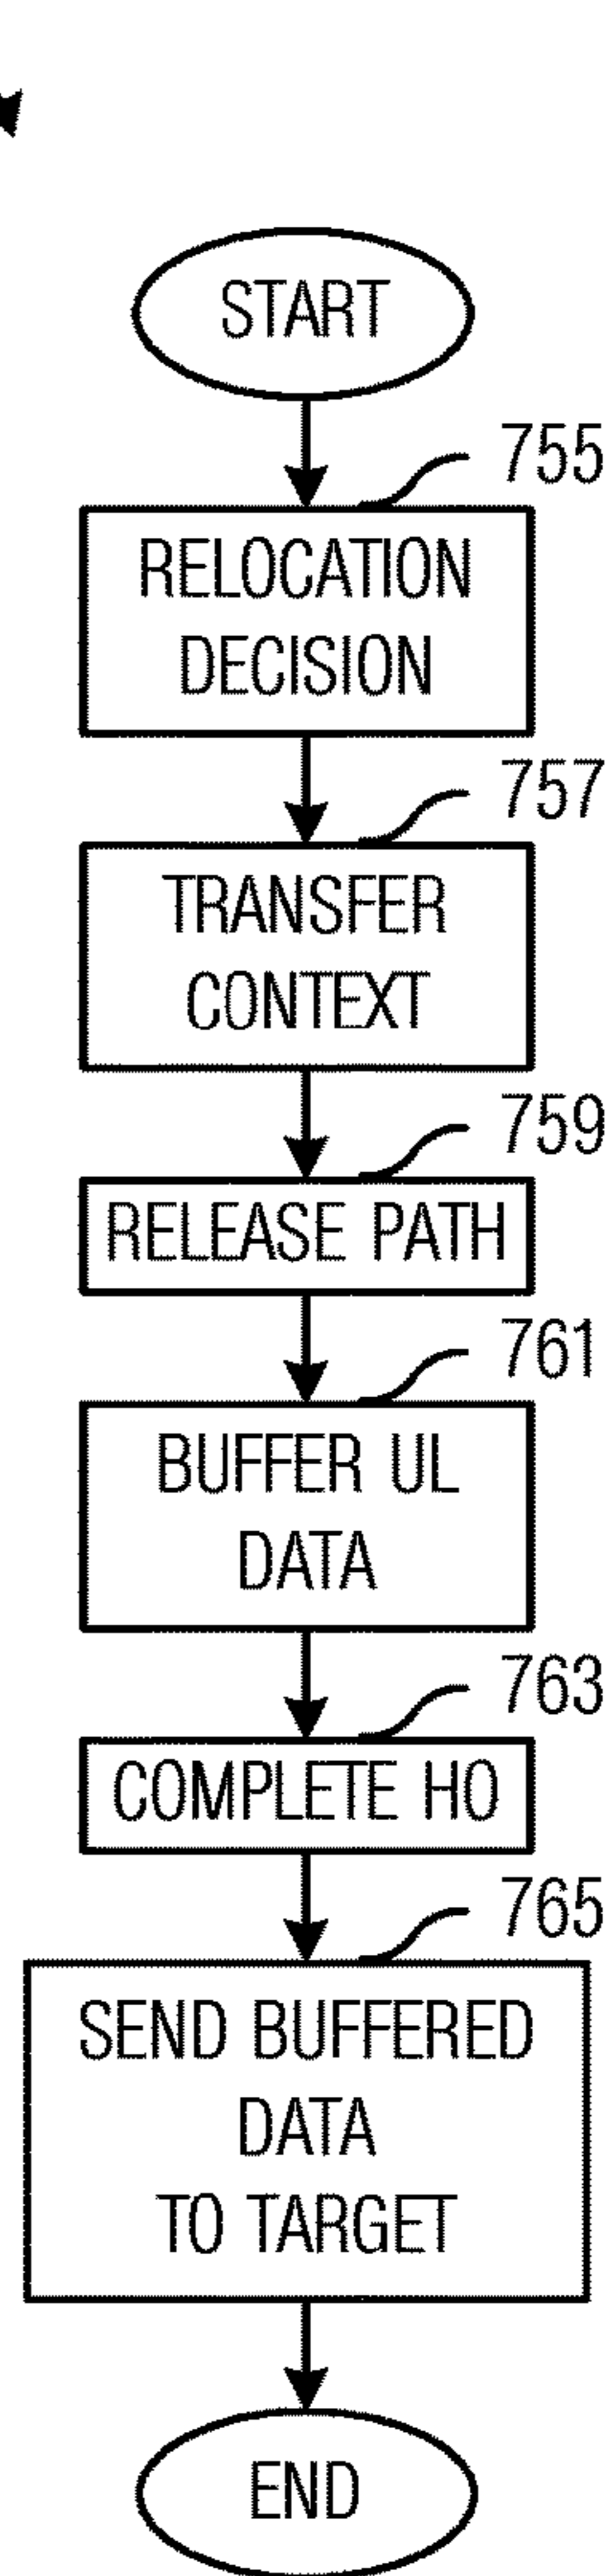 START
755
RELOCATION
DECISION
757
TRANSFER
CONTEXT
759
RELEASE PATH
761
BUFFER UL
DATA
763
COMPLETE HO
765
SEND BUFFERED
DATA
TO TARGET
END